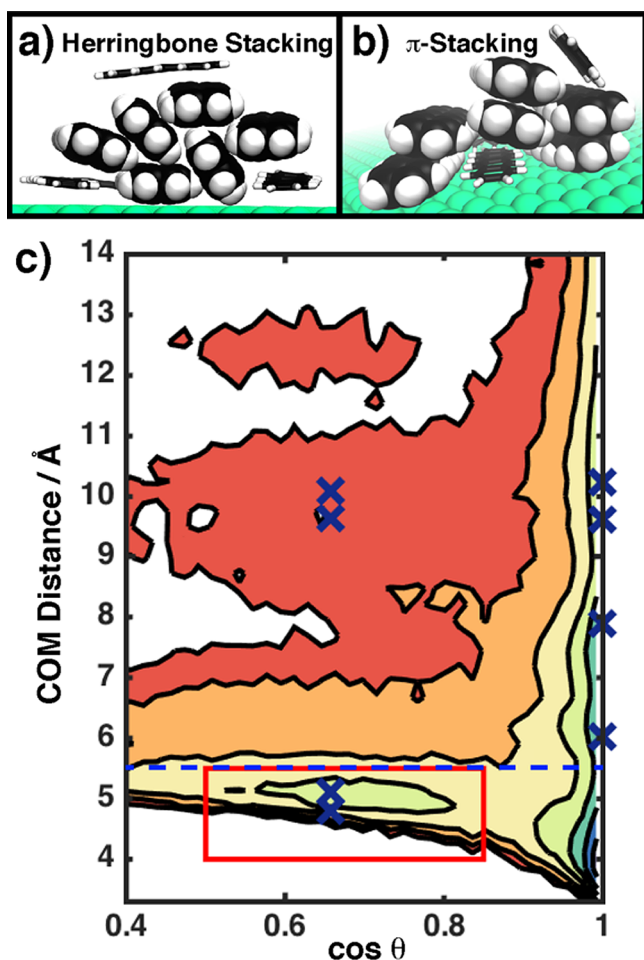 a) Herringbone Stacking
b) π-Stacking
c)
14
13
12
11
10
9
8
7
6
5
4
COM Distance / Å
0.4 0.6 0.8 1
cos θ